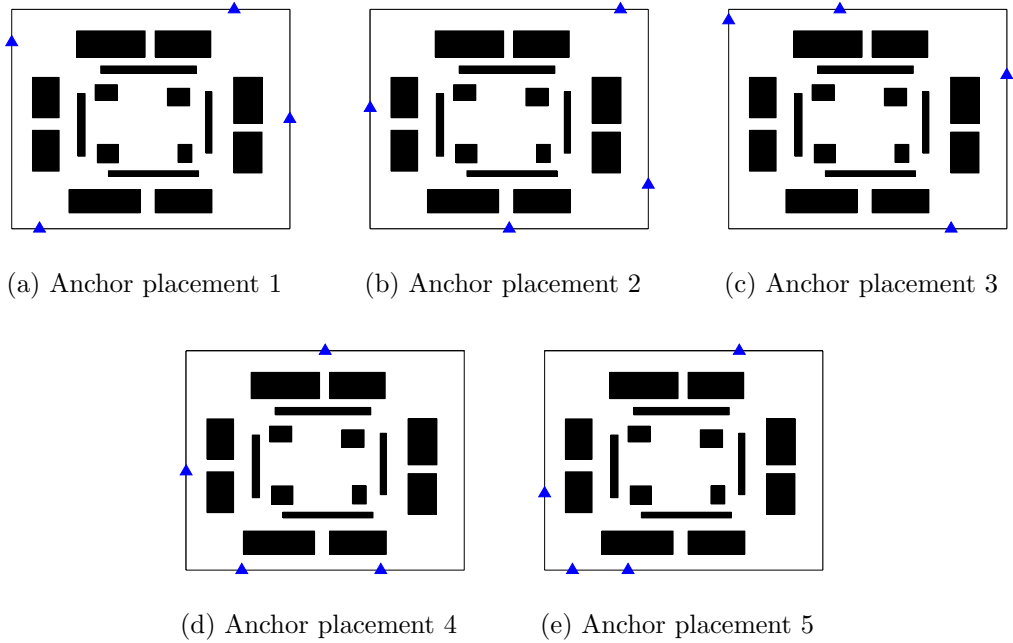 (a) Anchor placement 1
(b) Anchor placement 2
(c) Anchor placement 3
(d) Anchor placement 4
(e) Anchor placement 5